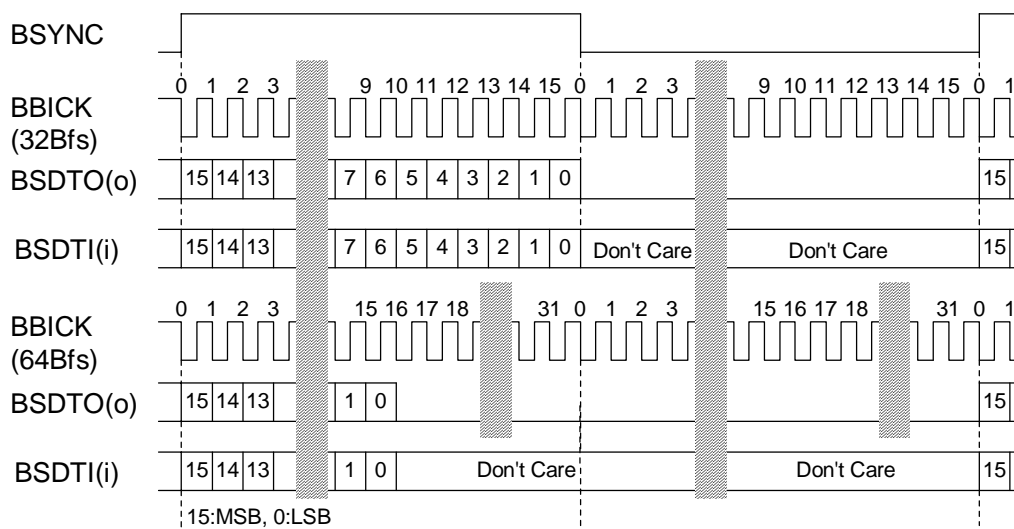 BSYNC
0 1 2 3 9 10 11 12 13 14 15 0 1 2 3 9 10 11 12 13 14 15 0 1
BBICK
(32Bfs)
BSDTO(o) 15 14 13 7 6 5 4 3 2 1 0 15
BSDTI(i) 15 14 13 7 6 5 4 3 2 1 0 Don't Care Don't Care 15
0 1 2 3 15 16 17 18 31 0 1 2 3 15 16 17 18 31 0 1
BBICK
(64Bfs)
BSDTO(o) 15 14 13 1 0 15
BSDTI(i) 15 14 13 1 0 Don't Care Don't Care 15
15:MSB, 0:LSB